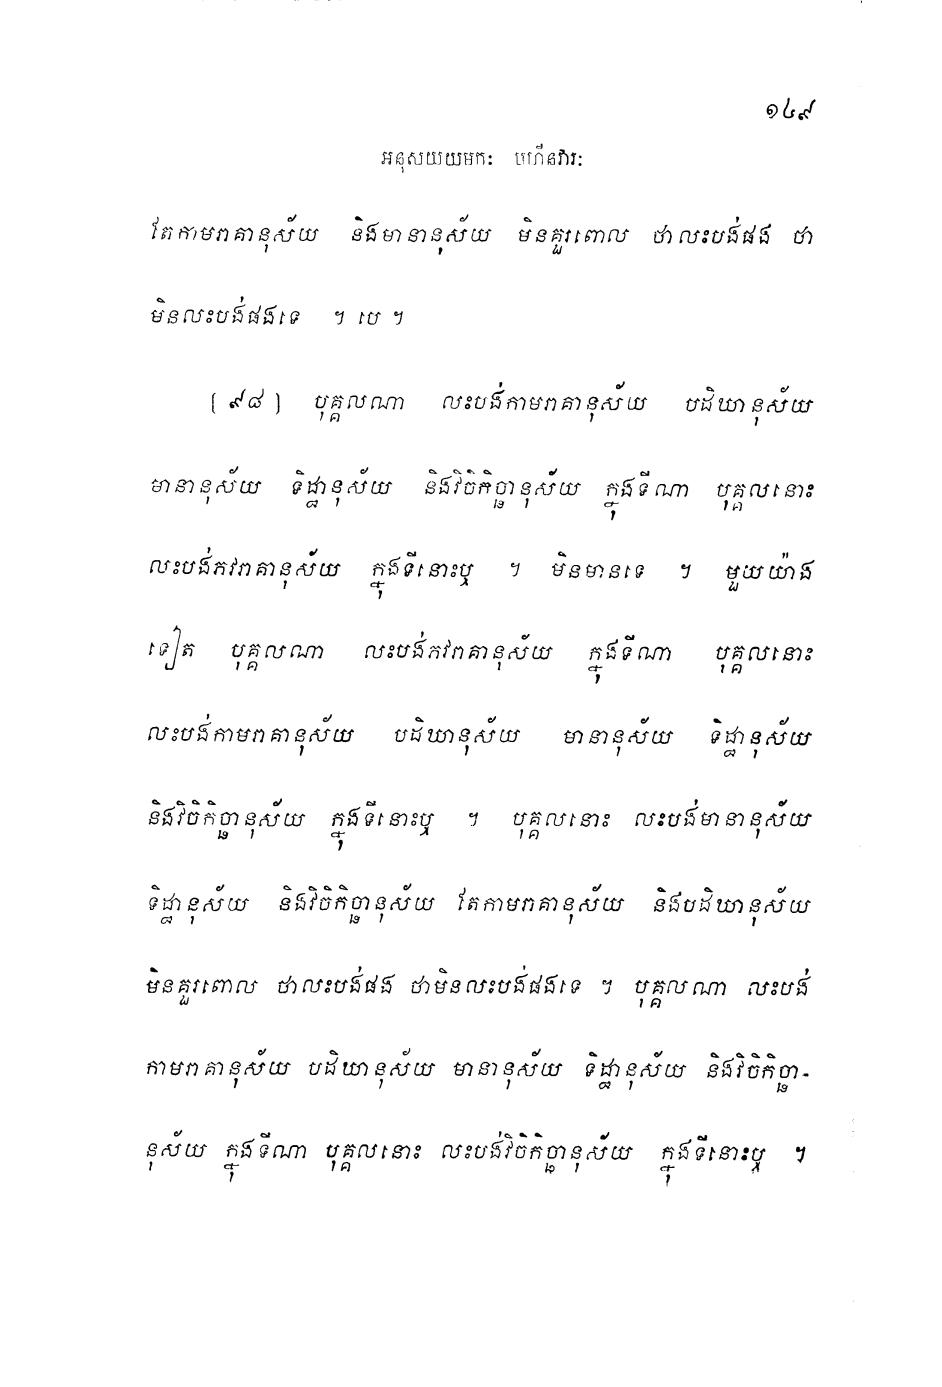 ១៤៩
អនុសយយមកៈ បហីនវារៈ
តែកាមរាគានុស័យ និងមានានុស័យ មិនគួរពោល ថាលះបង់ផង ថា
មិនលះបង់ផងទេ ។ បេ ។
(៩៨) បុគ្គលណា លះបង់កាមរាគានុស័យ បដិឃានុស័យ
មានានុស័យ ទិដ្ឋានុស័យ និងវិចិកិច្ឆានុស័យ ក្នុងទីណា បុគ្គលនោះ
លះបង់ភវរាគានុស័យ ក្នុងទីនោះឬ ។ មិនមានទេ ។ មួយយ៉ាង
ទៀត បុគ្គលណា លះបង់ភវរាគានុស័យ ក្នុងទីណា បុគ្គលនោះ
លះបង់កាមរាគានុស័យ បដិឃានុស័យ មានានុស័យ ទិដ្ឋានុស័យ
និងវិចិកិច្ឆានុស័យ ក្នុងទីនោះឬ ។ បុគ្គលនោះ លះបង់មានានុស័យ
ទិដ្ឋានុស័យ និងវិចិកិច្ឆានុស័យ តែកាមរាគានុស័យ និងបដិឃានុស័យ
មិនគួរពោល ថាលះបង់ផង ថាមិនលះបង់ផងទេ ។ បុគ្គលណា លះបង់
កាមរាគានុស័យ បដិឃានុស័យ មានានុស័យ ទិដ្ឋានុស័យ និងវិចិកិច្ឆា-
នុស័យ ក្នុងទីណា បុគ្គលនោះ លះបង់វិចិកិច្ឆានុស័យ ក្នុងទីនោះឬ ។